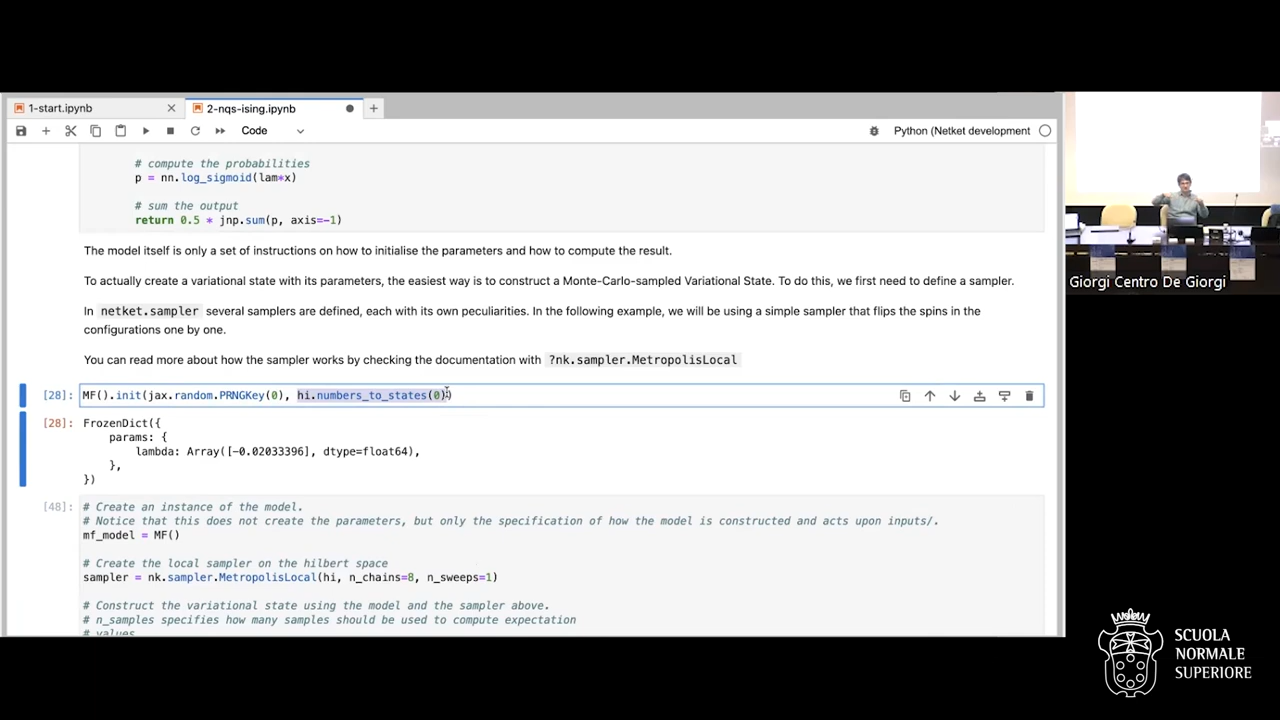 1-start.ipynb
2-nqs-ising.ipynb
Code
Python (Netket development
# compute the probabilities
p = nn.log_sigmoid(lam*x)
# sum the output
return 0.5 * jnp.sum(p, axis=-1)
The model itself is only a set of instructions on how to initialise the parameters and how to compute the result.
To actually create a variational state with its parameters, the easiest way is to construct a Monte-Carlo-sampled Variational State. To do this, we first need to define a sampler.
In netket.sampler several samplers are defined, each with its own peculiarities. In the following example, we will be using a simple sampler that flips the spins in the
configurations one by one.
You can read more about how the sampler works by checking the documentation with ?nk.sampler.MetropolisLocal
[28]: MF().init(jax.random.PRNGKey(0), hi.numbers_to_states(0))
[28]: FrozenDict({
params: {
lambda: Array([-0.02033396], dtype=float64),
},
})
[48]: # Create an instance of the model.
# Notice that this does not create the parameters, but only the specification of how the model is constructed and acts upon inputs/.
mf_model = MF()
# Create the local sampler on the hilbert space
sampler = nk.sampler.MetropolisLocal(hi, n_chains=8, n_sweeps=1)
# Construct the variational state using the model and the sampler above.
# n_samples specifies how many samples should be used to compute expectation
# values
Giorgi Centro De Giorgi
SCUOLA
NORMALE
SUPERIORE